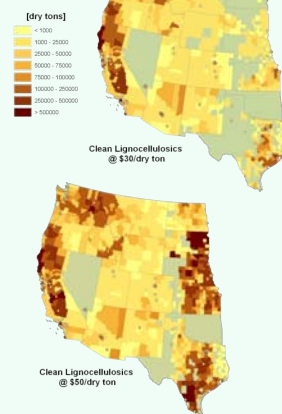 [dry tons]
< 1000
1000 - 25000
25000 - 50000
50000 - 75000
75000 - 100000
100000 - 250000
250000 - 500000
> 500000
Clean Lignocellulosics
@ $30/dry ton
Clean Lignocellulosics
@ $50/dry ton